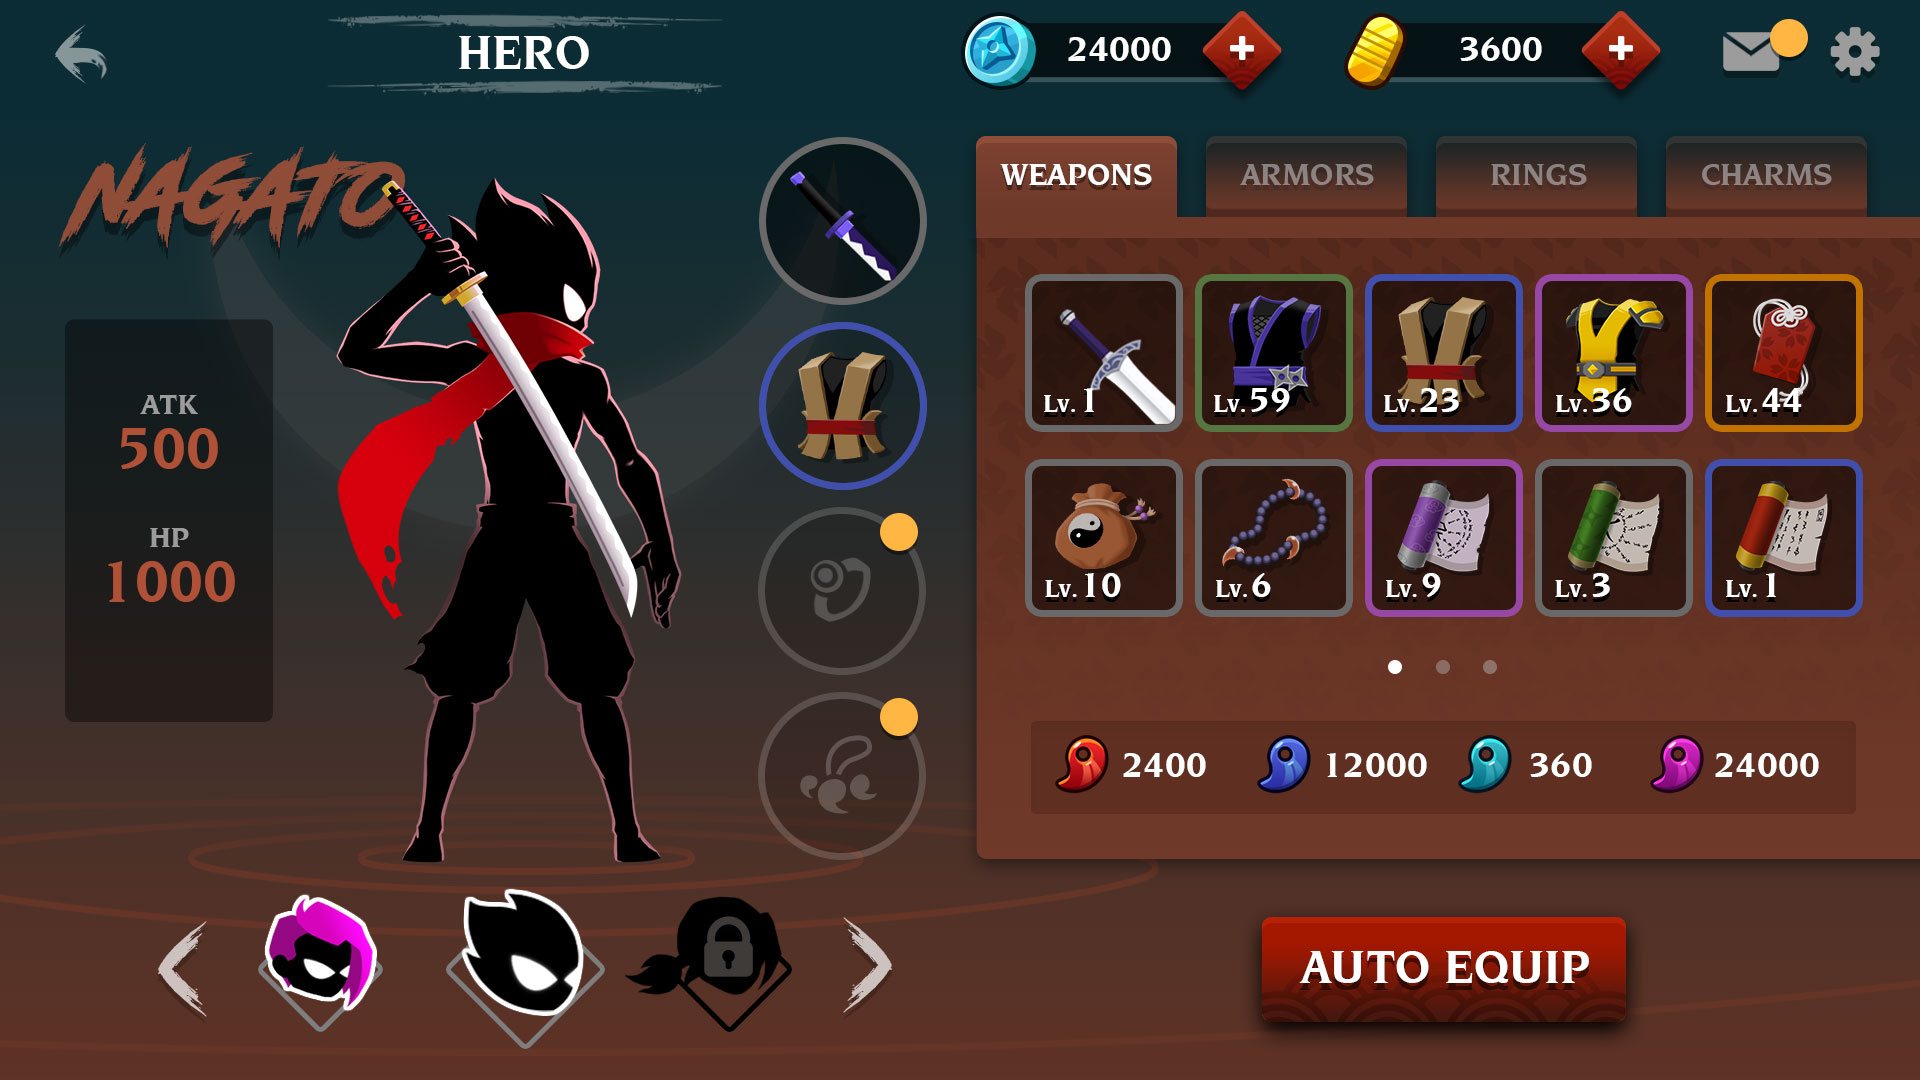 HERO
24000
3600
NAGATO
WEAPONS
ARMORS
RINGS
CHARMS
ATK
500
HP
1000
Lv. 1
Lv. 59
Lv. 23
Lv. 36
Lv. 44
Lv. 10
Lv. 6
Lv. 9
Lv. 3
Lv. 1
2400
12000
360
24000
AUTO EQUIP